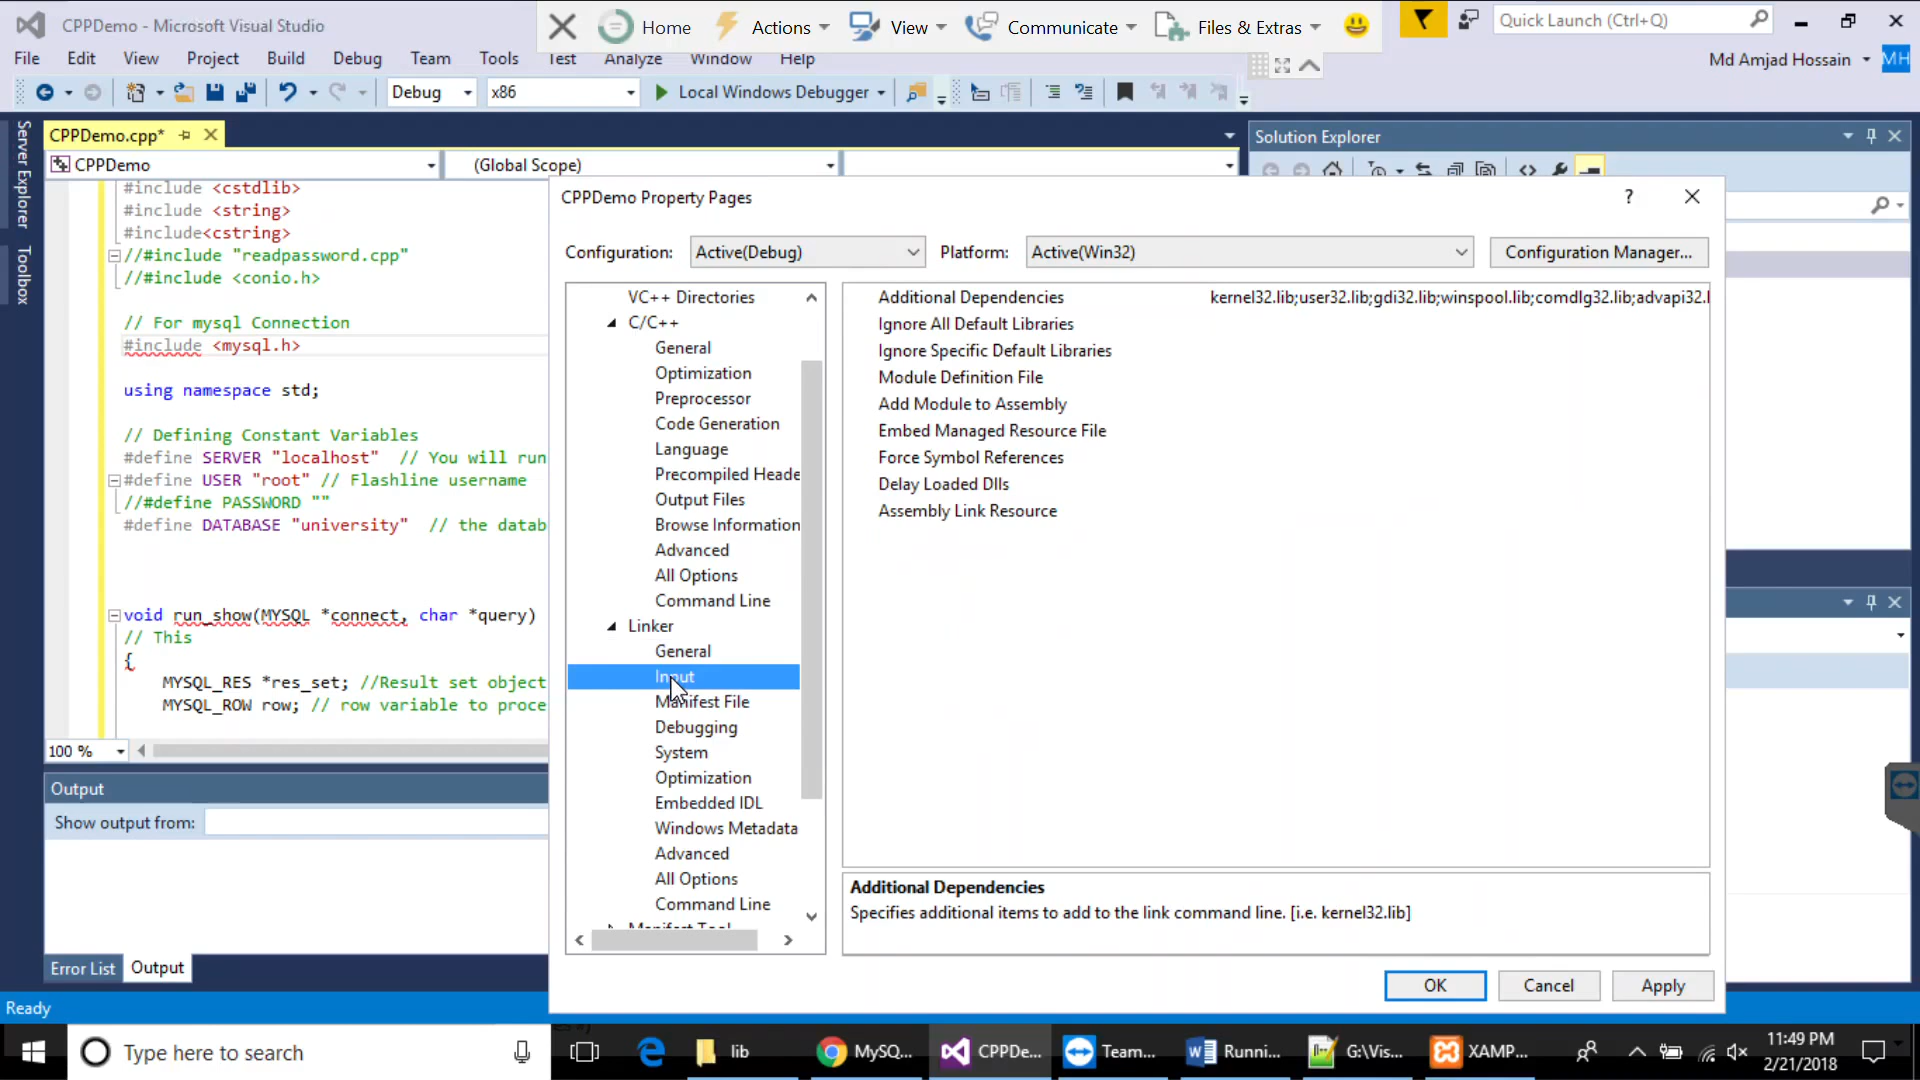 CPPDemo - Microsoft Visual Studio
Home
Actions
View
Communicate
Files & Extras
Quick Launch (Ctrl+Q)
File
Edit
View
Project
Build
Debug
Team
Tools
Test
Analyze
Window
Help
Md Amjad Hossain
MH
Debug
x86
Local Windows Debugger
Server Explorer
Toolbox
CPPDemo.cpp*
CPPDemo
(Global Scope)
Solution Explorer
#include <cstdlib>
#include <string>
#include<cstring>
//#include "readpassword.cpp"
//#include <conio.h>
// For mysql Connection
#include <mysql.h>
using namespace std;
// Defining Constant Variables
#define SERVER "localhost"  // You will run
#define USER "root" // Flashline username
//#define PASSWORD ""
#define DATABASE "university"  // the datab
void run_show(MYSQL *connect, char *query)
// This
{
MYSQL_RES *res_set; //Result set object
MYSQL_ROW row; // row variable to proce
100 %
Output
Show output from:
Error List
Output
Ready
CPPDemo Property Pages
?
Configuration:
Active(Debug)
Platform:
Active(Win32)
Configuration Manager...
VC++ Directories
C/C++
General
Optimization
Preprocessor
Code Generation
Language
Precompiled Heade
Output Files
Browse Information
Advanced
All Options
Command Line
Linker
General
Input
Manifest File
Debugging
System
Optimization
Embedded IDL
Windows Metadata
Advanced
All Options
Command Line
Manifest Tool
Additional Dependencies
kernel32.lib;user32.lib;gdi32.lib;winspool.lib;comdlg32.lib;advapi32.l
Ignore All Default Libraries
Ignore Specific Default Libraries
Module Definition File
Add Module to Assembly
Embed Managed Resource File
Force Symbol References
Delay Loaded Dlls
Assembly Link Resource
Additional Dependencies
Specifies additional items to add to the link command line. [i.e. kernel32.lib]
OK
Cancel
Apply
Type here to search
lib
MySQ...
CPPDe...
Team...
Runni...
G:\Vis...
XAMP...
11:49 PM
2/21/2018